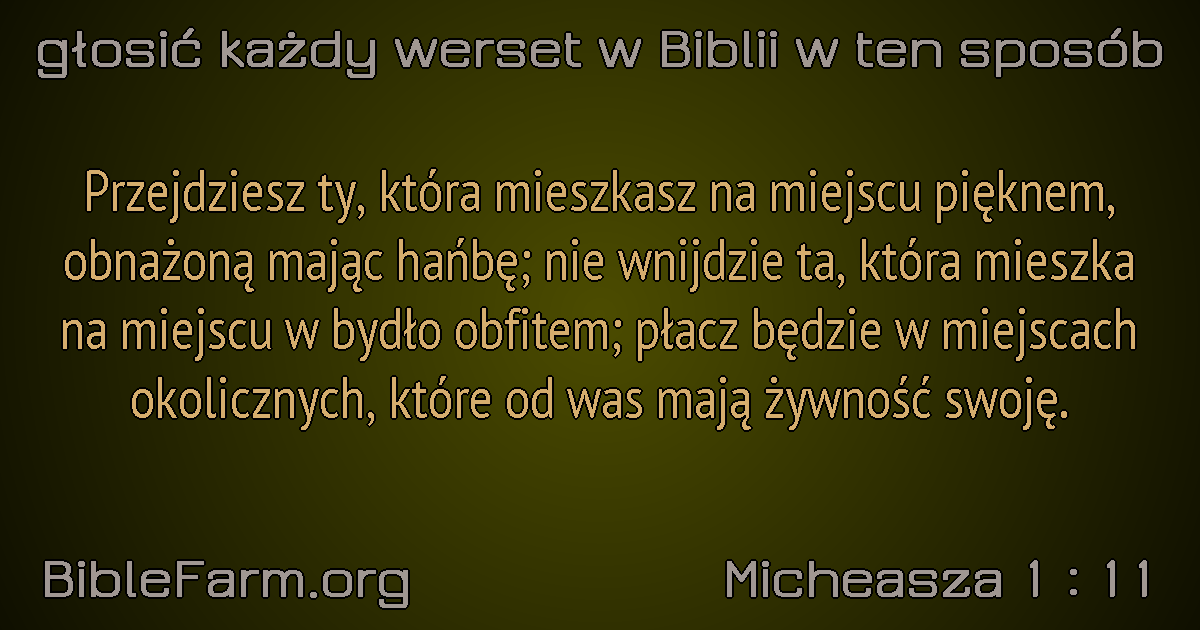 głosić każdy werset w Biblii w ten sposób
Przejdziesz ty, która mieszkasz na miejscu pięknem,
obnażoną mając hańbę; nie wnijdzie ta, która mieszka
na miejscu w bydło obfitem; płacz będzie w miejscach
okolicznych, które od was mają żywność swoję.
BibleFarm.org
Micheasza 1 : 11